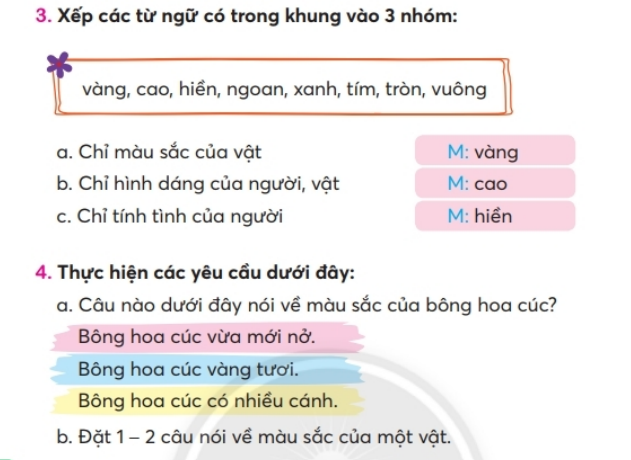 3. Xếp các từ ngữ có trong khung vào 3 nhóm:
vàng, cao, hiền, ngoan, xanh, tím, tròn, vuông
a. Chỉ màu sắc của vật M: vàng
b. Chỉ hình dáng của người, vật M: cao
c. Chỉ tính tình của người M: hiền
4. Thực hiện các yêu cầu dưới đây:
a. Câu nào dưới đây nói về màu sắc của bông hoa cúc?
Bông hoa cúc vừa mới nở.
Bông hoa cúc vàng tươi.
Bông hoa cúc có nhiều cánh.
b. Đặt 1 – 2 câu nói về màu sắc của một vật.